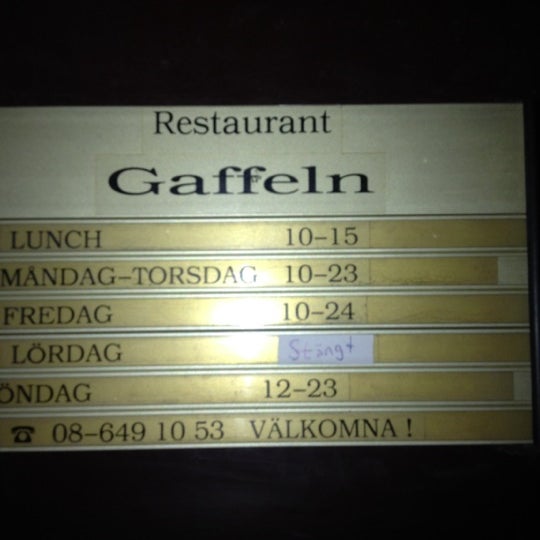 Restaurant
Gaffeln
LUNCH 10-15
MÅNDAG-TORSDAG 10-23
FREDAG 10-24
LÖRDAG Stängt
ÖNDAG 12-23
☎ 08-649 10 53 VÄLKOMNA !